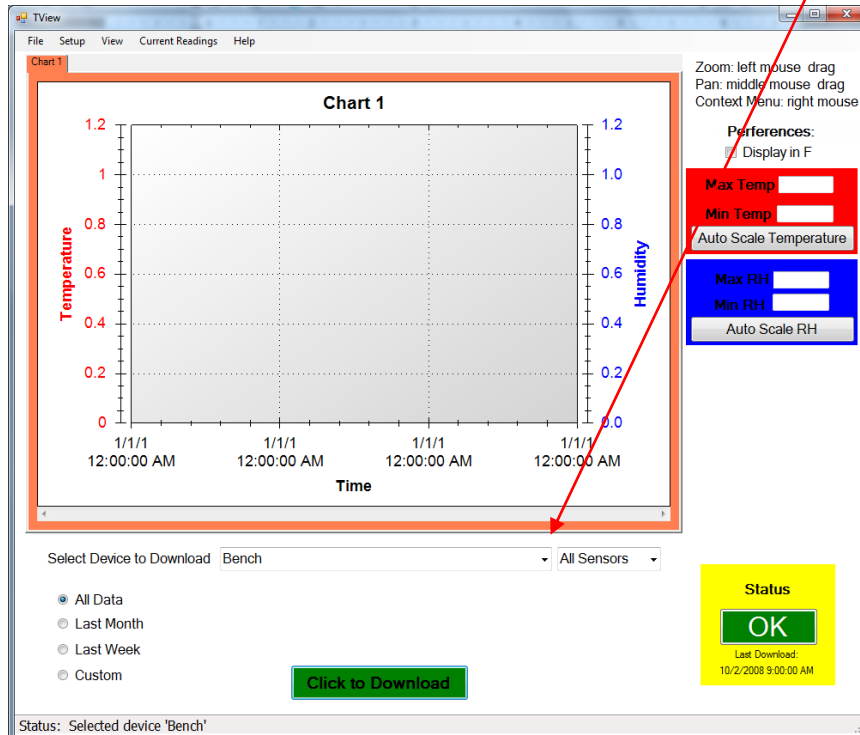 TView
File Setup View Current Readings Help
Chart 1
Zoom: left mouse drag
Pan: middle mouse drag
Context Menu: right mouse
Perferences:
Display in F
Max Temp
Min Temp
Auto Scale Temperature
Max RH
Min RH
Auto Scale RH
Chart 1
1.2
1
0.8
0.6
0.4
0.2
0
Temperature
1.2
1.0
0.8
0.6
0.4
0.2
0.0
Humidity
1/1/1 1/1/1 1/1/1 1/1/1
12:00:00 AM 12:00:00 AM 12:00:00 AM 12:00:00 AM
Time
Select Device to Download Bench All Sensors
All Data
Last Month
Last Week
Custom
Click to Download
Status
OK
Last Download:
10/2/2008 9:00:00 AM
Status: Selected device 'Bench'